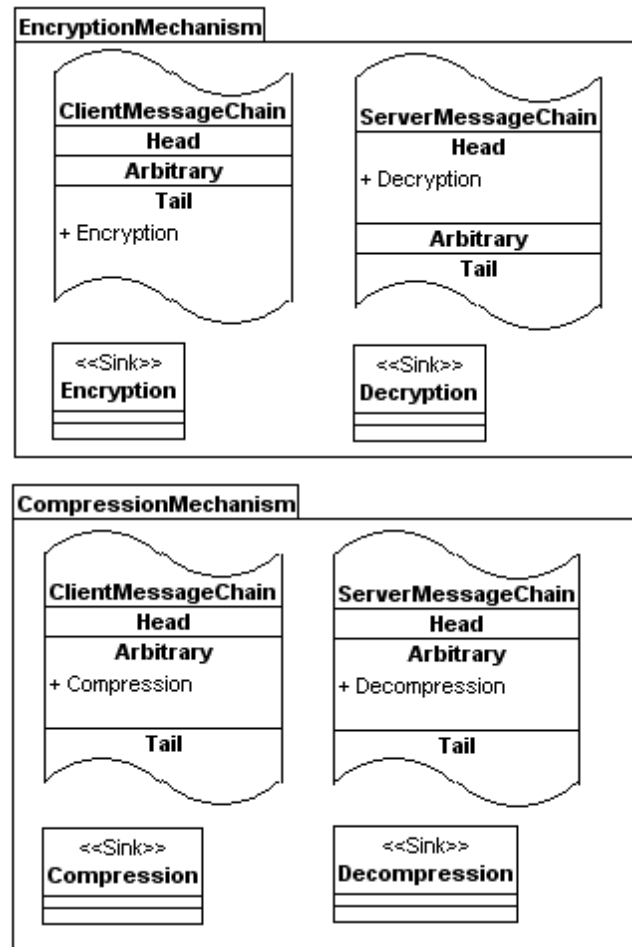 EncryptionMechanism
ClientMessageChain
Head
Arbitrary
Tail
+ Encryption
ServerMessageChain
Head
+ Decryption
Arbitrary
Tail
<<Sink>>
Encryption
<<Sink>>
Decryption
CompressionMechanism
ClientMessageChain
Head
Arbitrary
+ Compression
Tail
ServerMessageChain
Head
Arbitrary
+ Decompression
Tail
<<Sink>>
Compression
<<Sink>>
Decompression